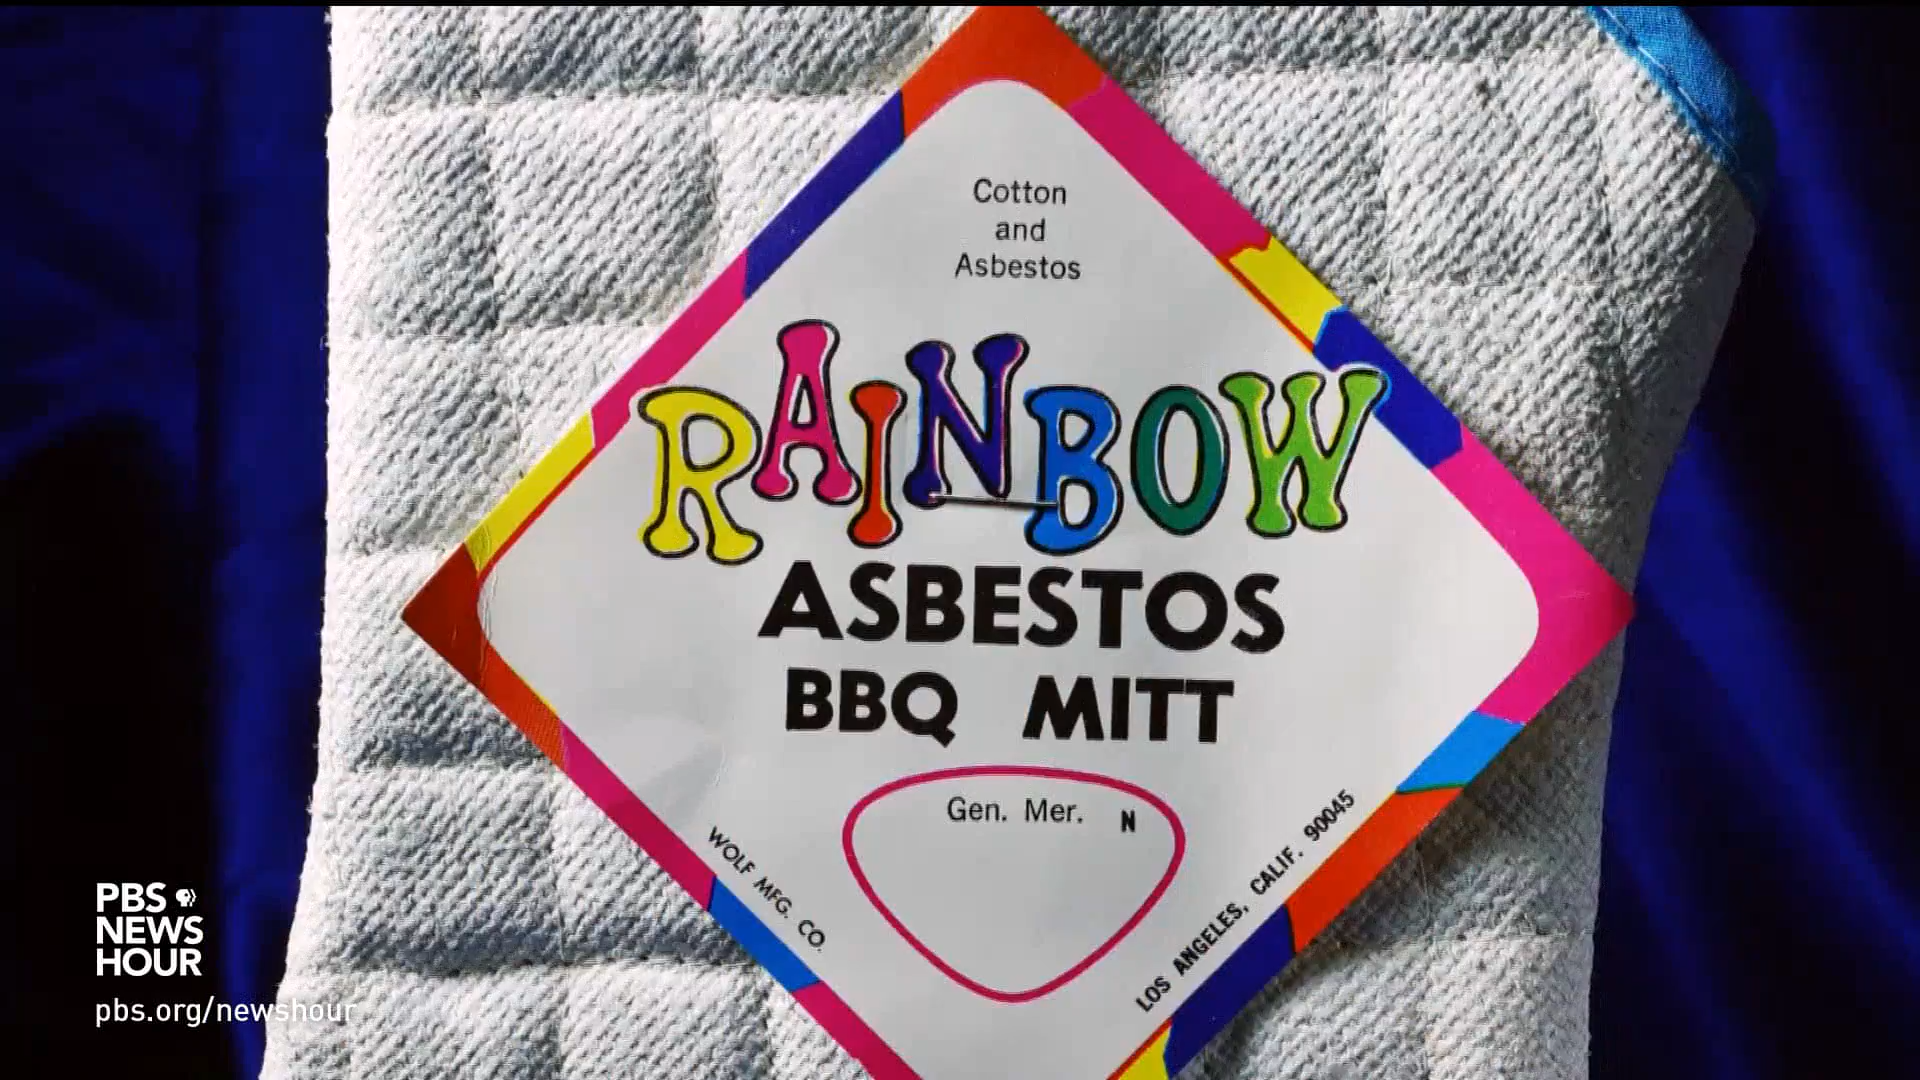 Cotton
and
Asbestos
RAINBOW
ASBESTOS
BBQ MITT
Gen. Mer. N
WOLF MFG. CO.
LOS ANGELES, CALIF. 90045
PBS
NEWS
HOUR
pbs.org/newshour